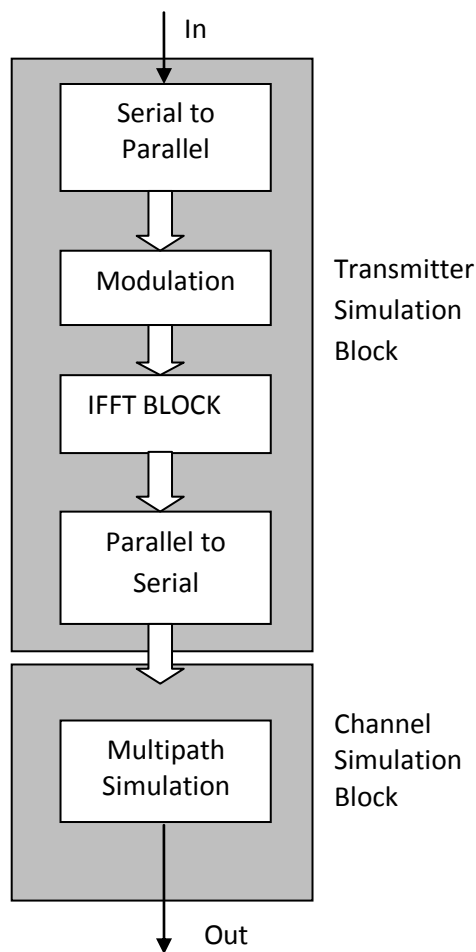 In
Serial to
Parallel
Modulation
Transmitter
Simulation
Block
IFFT BLOCK
Parallel to
Serial
Multipath
Simulation
Channel
Simulation
Block
Out